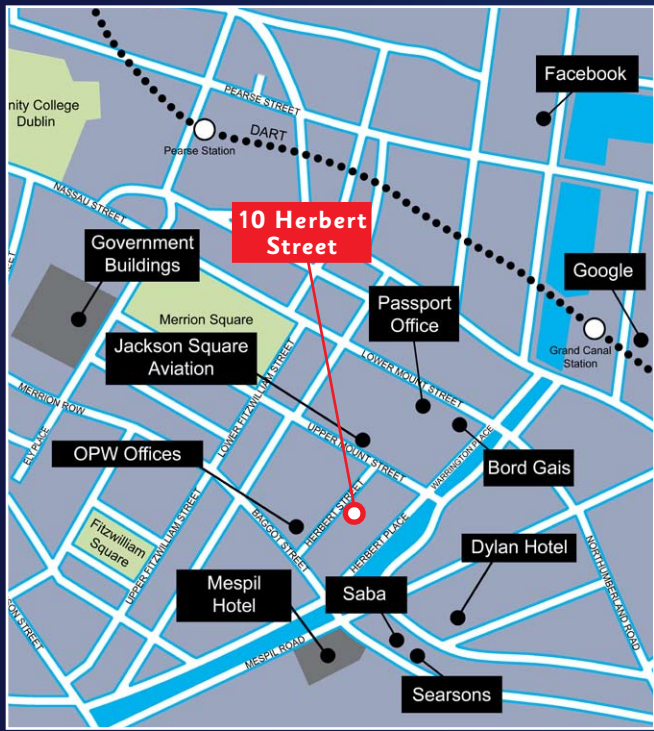 Facebook
nity College
Dublin
PEARSE STREET
DART
Pearse Station
NASSAU STREET
10 Herbert
Street
Government
Buildings
Google
Passport
Office
Merrion Square
Grand Canal
Station
Jackson Square
Aviation
LOWER MOUNT STREET
MERRION ROW
LOWER FITZWILLIAM STREET
ELY PLACE
OPW Offices
UPPER MOUNT STREET
WARRINGTON PLACE
Bord Gais
HERBERT STREET
BAGGOT STREET
Fitzwilliam
Square
UPPER FITZWILLIAM STREET
HERBERT PLACE
Dylan Hotel
NORTHUMBERLAND ROAD
Mespil
Hotel
Saba
SON STREET
MESPIL ROAD
Searsons